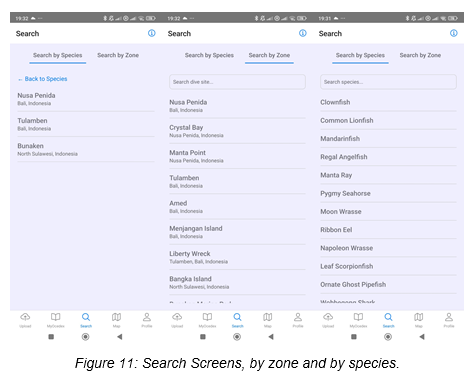 19:32
Search
Search by Species Search by Zone
← Back to Species
Nusa Penida
Bali, Indonesia
Tulamben
Bali, Indonesia
Bunaken
North Sulawesi, Indonesia
Upload MyDivedex Search Map Profile
19:32
Search
Search by Species Search by Zone
Search dive site...
Nusa Penida
Bali, Indonesia
Crystal Bay
Nusa Penida, Indonesia
Manta Point
Nusa Penida, Indonesia
Tulamben
Bali, Indonesia
Amed
Bali, Indonesia
Menjangan Island
Bali, Indonesia
Liberty Wreck
Tulamben, Bali, Indonesia
Bangka Island
North Sulawesi, Indonesia
Upload MyDivedex Search Map Profile
19:31
Search
Search by Species Search by Zone
Search species...
Clownfish
Common Lionfish
Mandarinfish
Regal Angelfish
Manta Ray
Pygmy Seahorse
Moon Wrasse
Ribbon Eel
Napoleon Wrasse
Leaf Scorpionfish
Ornate Ghost Pipefish
Wobbegong Shark
Upload MyDivedex Search Map Profile
Figure 11: Search Screens, by zone and by species.